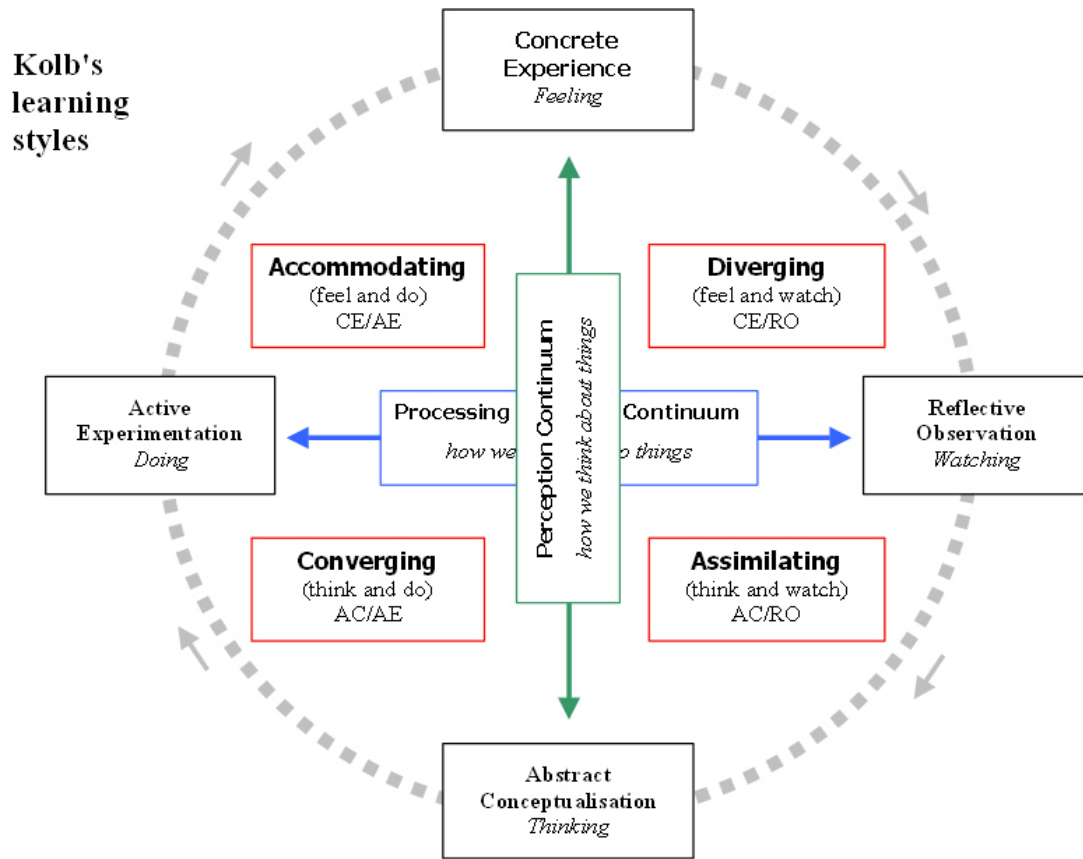 Kolb's
learning
styles
Concrete
Experience
Feeling
Accommodating
(feel and do)
CE/AE
Diverging
(feel and watch)
CE/RO
Active
Experimentation
Doing
Processing Continuum
how we things
Perception Continuum
how we think about things
Reflective
Observation
Watching
Converging
(think and do)
AC/AE
Assimilating
(think and watch)
AC/RO
Abstract
Conceptualisation
Thinking